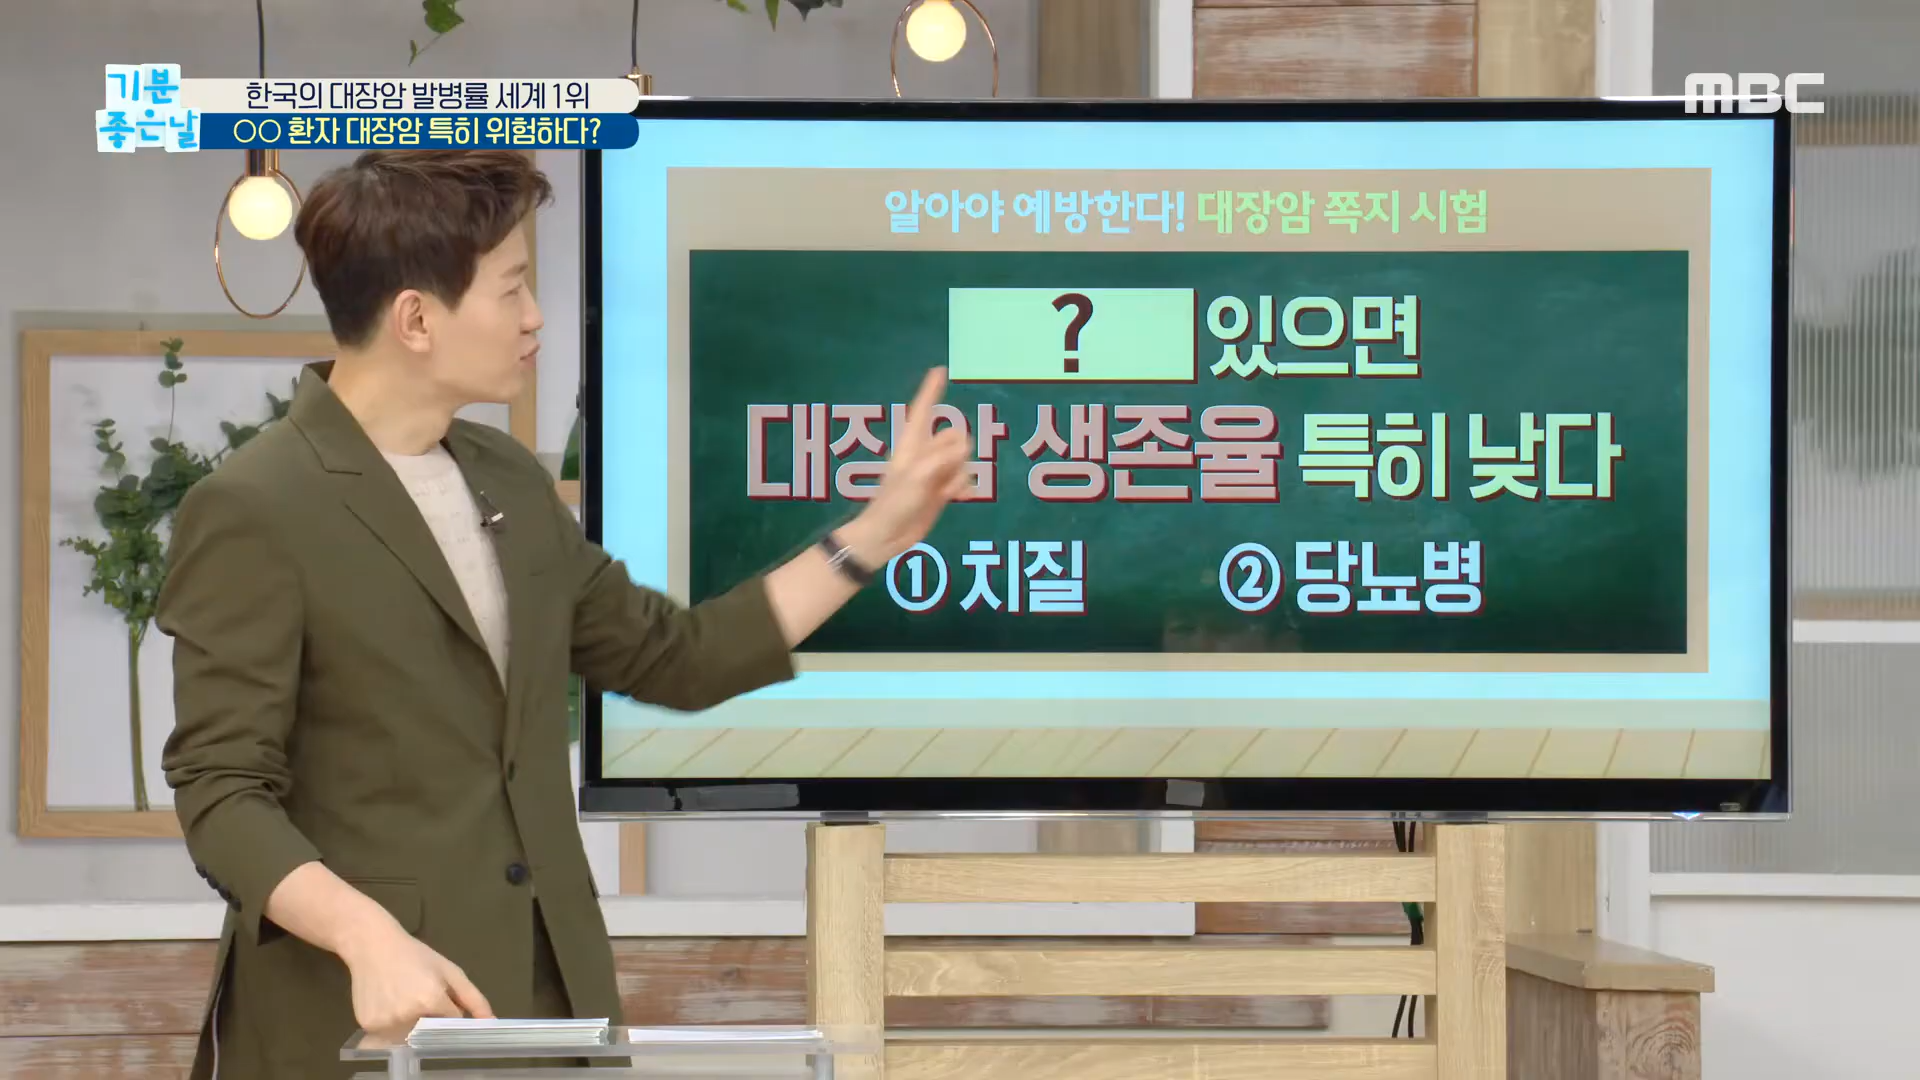 기분
좋은날
한국의 대장암 발병률 세계 1위
○○ 환자 대장암 특히 위험하다?
MBC
알아야 예방한다! 대장암 쪽지 시험
? 있으면
대장암 생존율 특히 낮다
① 치질 ② 당뇨병